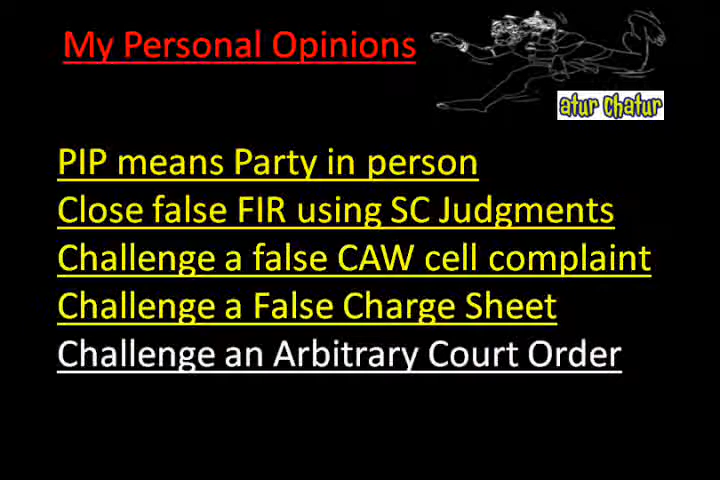 My Personal Opinions
atur chatur
PIP means Party in person
Close false FIR using SC Judgments
Challenge a false CAW cell complaint
Challenge a False Charge Sheet
Challenge an Arbitrary Court Order